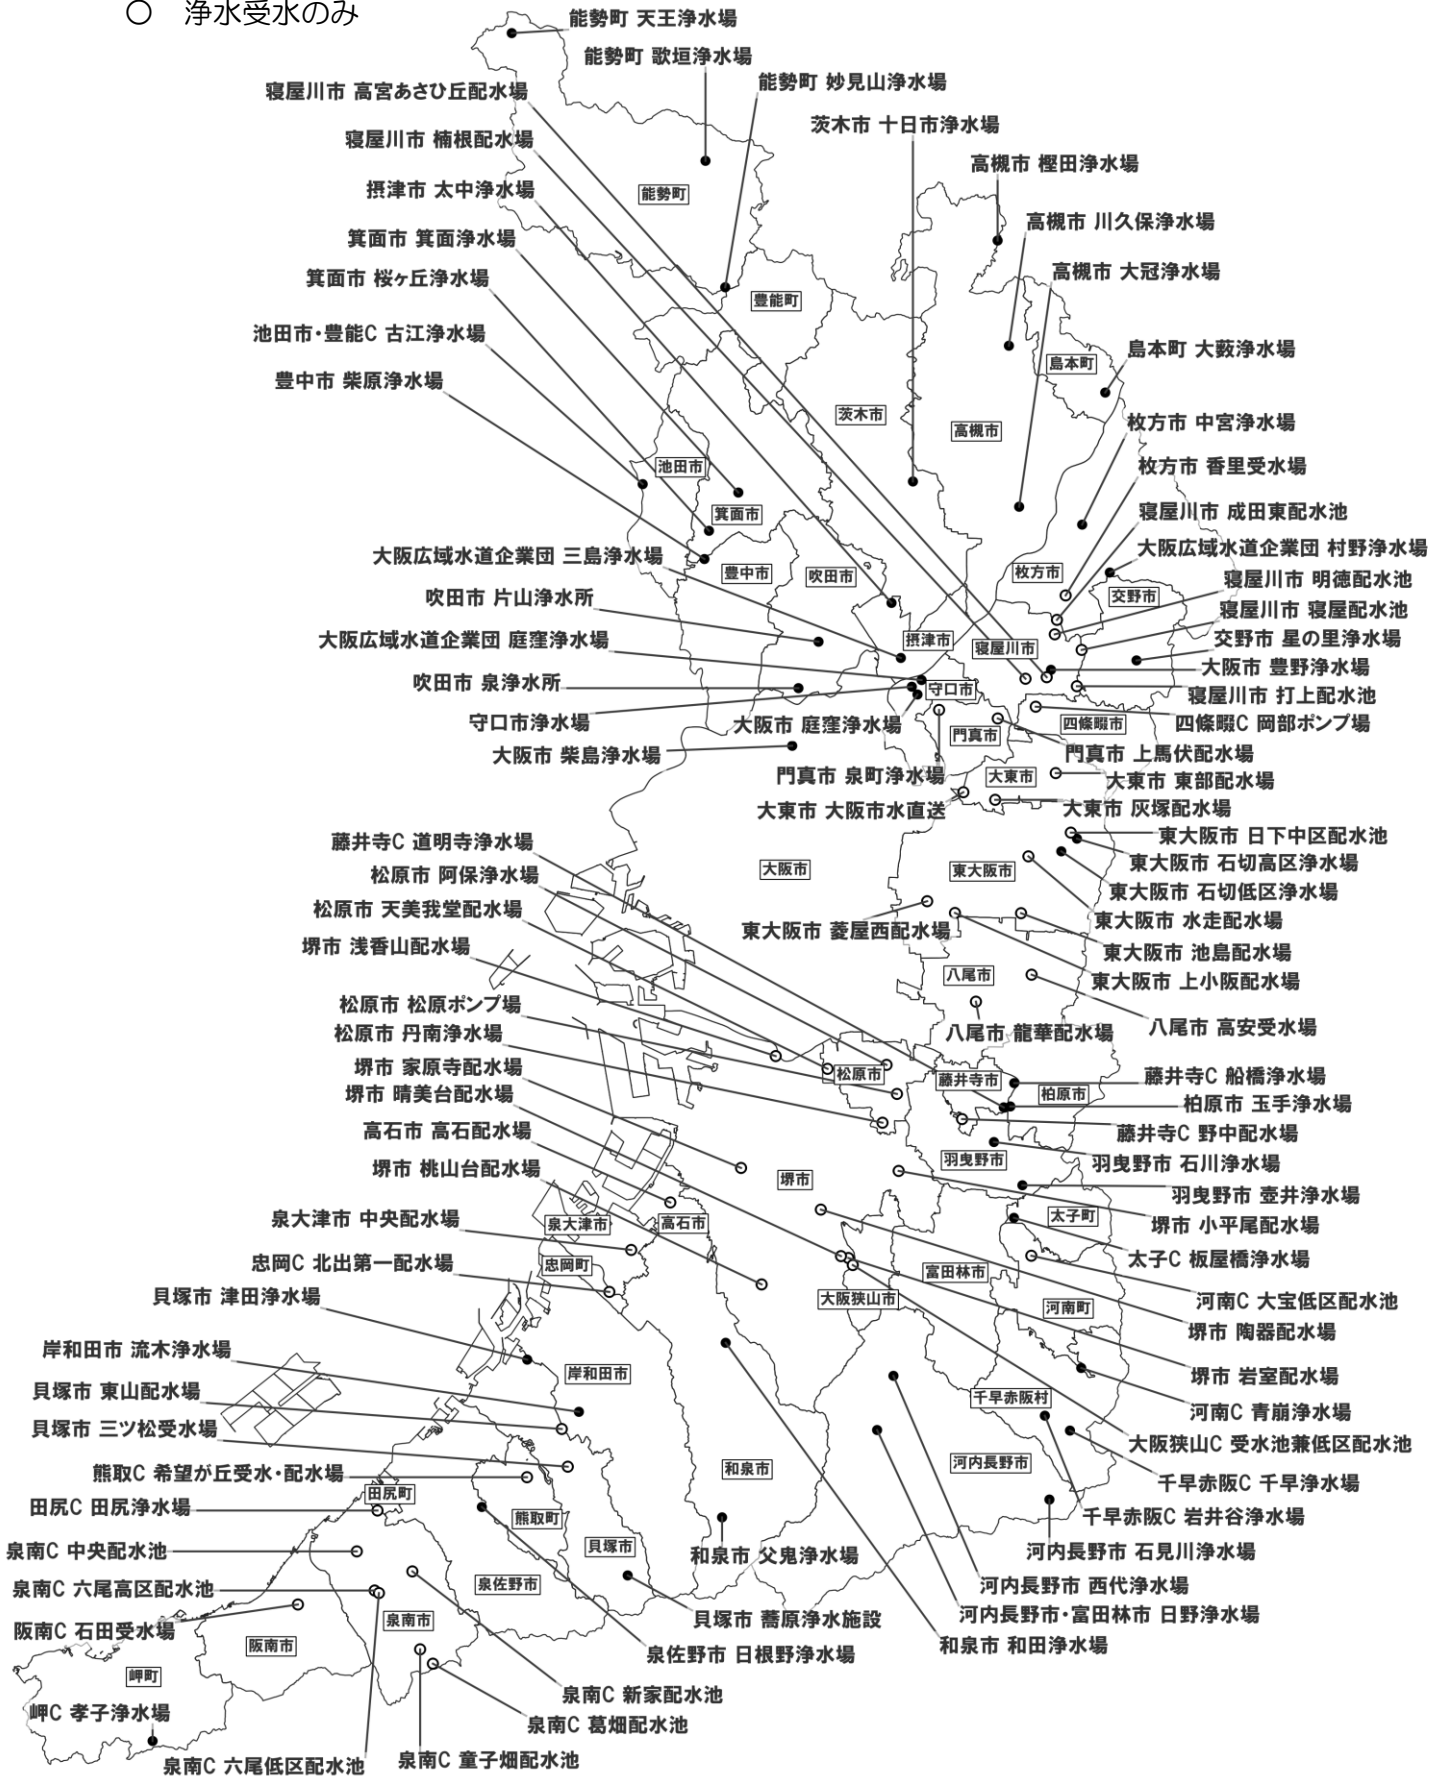 ○ 浄水受水のみ
能勢町 天王浄水場
能勢町 歌垣浄水場
能勢町 妙見山浄水場
寝屋川市 高宮あさひ丘配水場
茨木市 十日市浄水場
寝屋川市 楠根配水場
高槻市 樫田浄水場
摂津市 太中浄水場
能勢町
高槻市 川久保浄水場
箕面市 箕面浄水場
高槻市 大冠浄水場
箕面市 桜ヶ丘浄水場
豊能町
池田市・豊能C 古江浄水場
島本町 大薮浄水場
島本町
豊中市 柴原浄水場
茨木市
高槻市
枚方市 中宮浄水場
池田市
枚方市 香里受水場
箕面市
寝屋川市 成田東配水池
大阪広域水道企業団 三島浄水場
大阪広域水道企業団 村野浄水場
豊中市
吹田市
枚方市
寝屋川市 明徳配水池
吹田市 片山浄水所
交野市
寝屋川市 寝屋配水池
大阪広域水道企業団 庭窪浄水場
摂津市
寝屋川市
交野市 星の里浄水場
大阪市 豊野浄水場
吹田市 泉浄水所
守口市
寝屋川市 打上配水池
守口市浄水場
大阪市 庭窪浄水場
四條畷市
四條畷C 岡部ポンプ場
門真市
大阪市 柴島浄水場
門真市 上馬伏配水場
門真市 泉町浄水場
大東市
大東市 東部配水場
大東市 大阪市水直送
大東市 灰塚配水場
藤井寺C 道明寺浄水場
東大阪市 日下中区配水池
大阪市
東大阪市
東大阪市 石切高区浄水場
松原市 阿保浄水場
東大阪市 石切低区浄水場
松原市 天美我堂配水場
東大阪市 菱屋西配水場
東大阪市 水走配水場
堺市 浅香山配水場
東大阪市 池島配水場
八尾市
東大阪市 上小阪配水場
松原市 松原ポンプ場
松原市 丹南浄水場
八尾市 龍華配水場
八尾市 高安受水場
堺市 家原寺配水場
松原市
藤井寺市
藤井寺C 船橋浄水場
堺市 晴美台配水場
柏原市
柏原市 玉手浄水場
高石市 高石配水場
藤井寺C 野中配水場
堺市 桃山台配水場
羽曳野市
羽曳野市 石川浄水場
堺市
羽曳野市 壺井浄水場
泉大津市 中央配水場
泉大津市
高石市
太子町
堺市 小平尾配水場
忠岡C 北出第一配水場
忠岡町
太子C 板屋橋浄水場
富田林市
貝塚市 津田浄水場
大阪狭山市
河南町
河南C 大宝低区配水池
堺市 陶器配水場
岸和田市 流木浄水場
岸和田市
堺市 岩室配水場
貝塚市 東山配水場
千早赤阪村
河南C 青崩浄水場
貝塚市 三ツ松受水場
大阪狭山C 受水池兼低区配水池
熊取C 希望が丘受水・配水場
和泉市
河内長野市
千早赤阪C 千早浄水場
田尻町
田尻C 田尻浄水場
熊取町
千早赤阪C 岩井谷浄水場
泉南C 中央配水池
貝塚市
和泉市 父鬼浄水場
河内長野市 石見川浄水場
泉南C 六尾高区配水池
泉佐野市
河内長野市 西代浄水場
阪南C 石田受水場
泉南市
貝塚市 蕎原浄水施設
河内長野市・富田林市 日野浄水場
阪南市
泉佐野市 日根野浄水場
和泉市 和田浄水場
岬町
泉南C 新家配水池
岬C 孝子浄水場
泉南C 葛畑配水池
泉南C 六尾低区配水池
泉南C 童子畑配水池